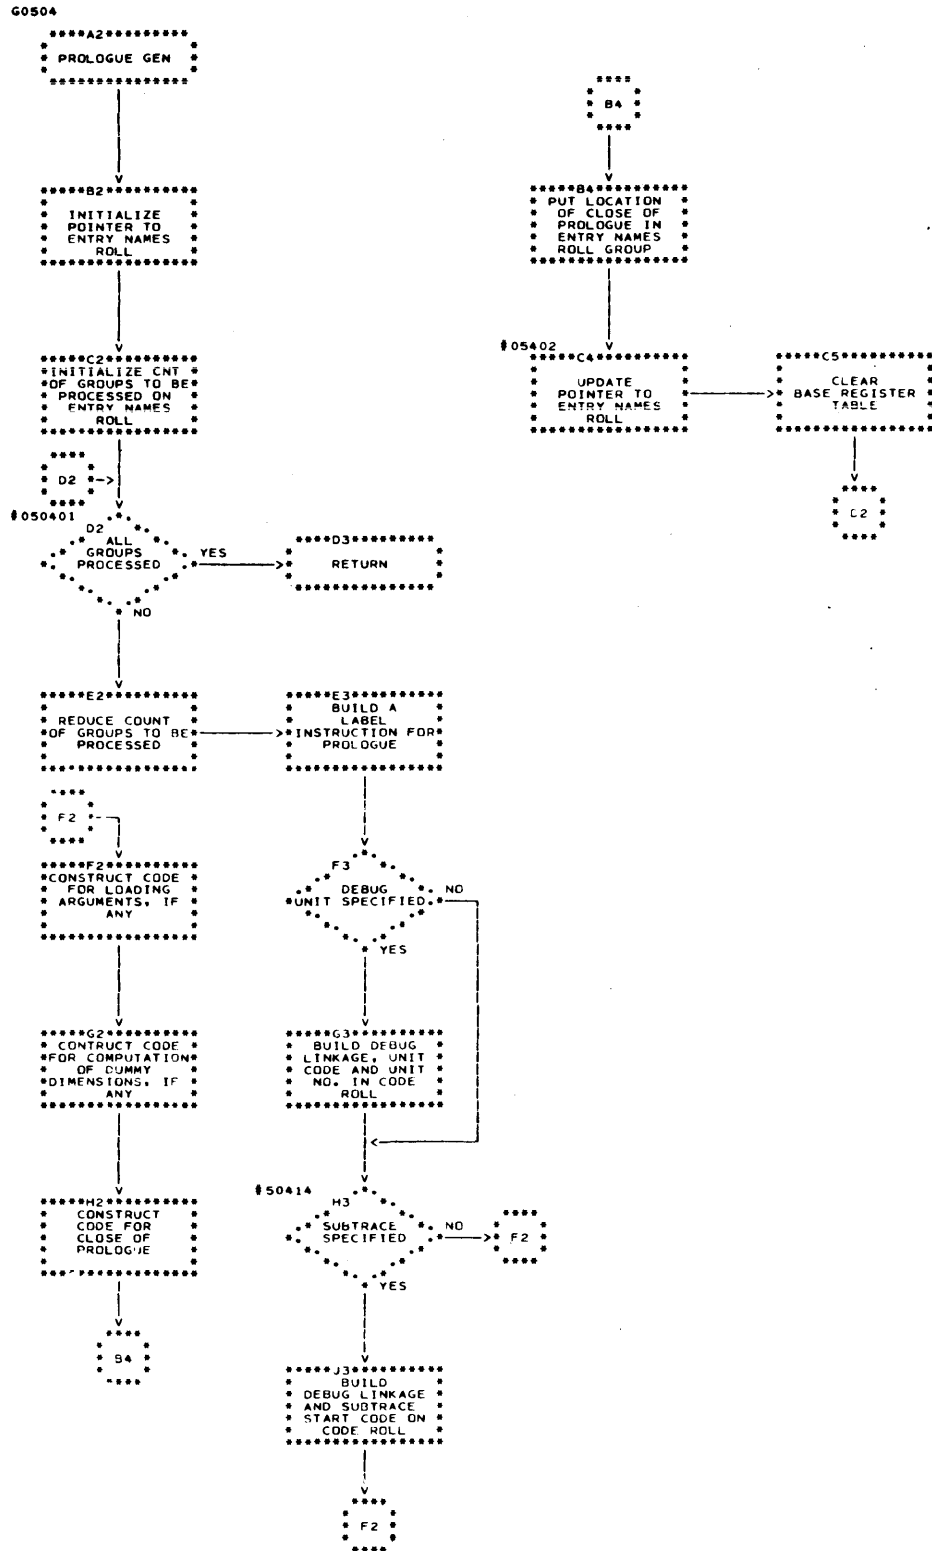 G0504
A2
PROLOGUE GEN
B2
INITIALIZE
POINTER TO
ENTRY NAMES
ROLL
C2
INITIALIZE CNT
OF GROUPS TO BE
PROCESSED ON
ENTRY NAMES
ROLL
D2
#050401
D2
ALL
GROUPS
PROCESSED
YES
NO
D3
RETURN
E2
REDUCE COUNT
OF GROUPS TO BE
PROCESSED
E3
BUILD A
LABEL
INSTRUCTION FOR
PROLOGUE
F2
F2
CONSTRUCT CODE
FOR LOADING
ARGUMENTS, IF
ANY
F3
DEBUG
UNIT SPECIFIED
NO
YES
G2
CONTRUCT CODE
FOR COMPUTATION
OF DUMMY
DIMENSIONS, IF
ANY
G3
BUILD DEBUG
LINKAGE, UNIT
CODE AND UNIT
NO. IN CODE
ROLL
H2
CONSTRUCT
CODE FOR
CLOSE OF
PROLOGUE
#50414
H3
SUBTRACE
SPECIFIED
NO
F2
YES
B4
J3
BUILD
DEBUG LINKAGE
AND SUBTRACE
START CODE ON
CODE ROLL
F2
B4
B4
PUT LOCATION
OF CLOSE OF
PROLOGUE IN
ENTRY NAMES
ROLL GROUP
#05402
C4
UPDATE
POINTER TO
ENTRY NAMES
ROLL
C5
CLEAR
BASE REGISTER
TABLE